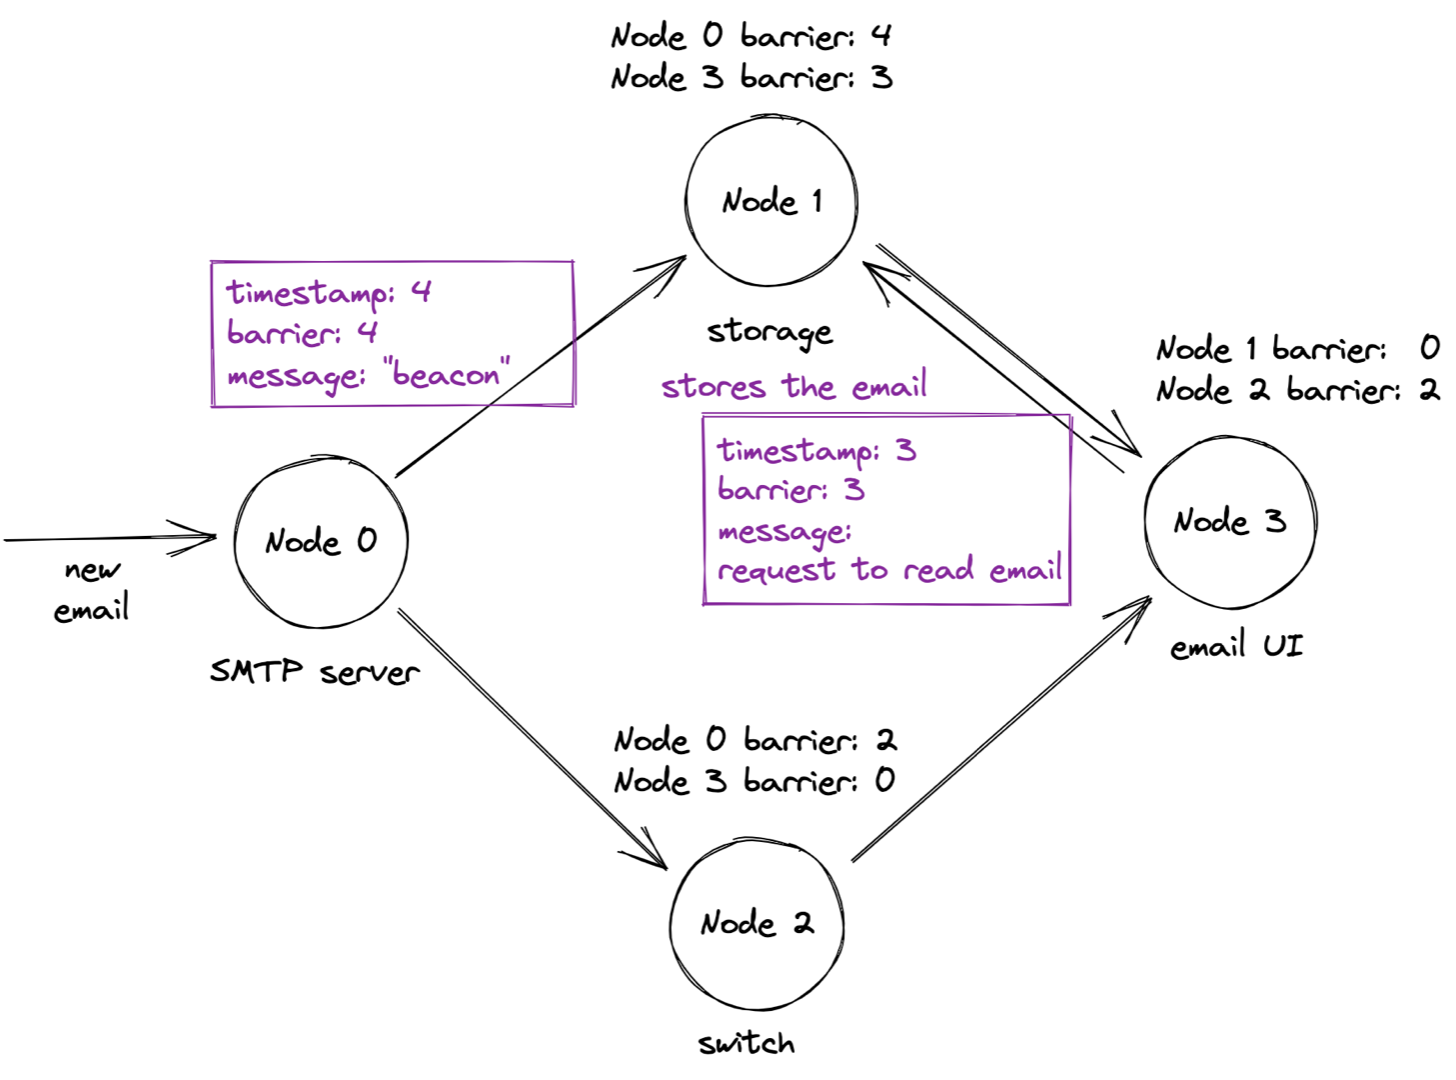 Node 0 barrier: 4
Node 3 barrier: 3
Node 1
timestamp: 4
barrier: 4
message: "beacon"
storage
stores the email
timestamp: 3
barrier: 3
message:
request to read email
Node 1 barrier: 0
Node 2 barrier: 2
Node 3
email UI
new
email
Node 0
SMTP server
Node 0 barrier: 2
Node 3 barrier: 0
Node 2
switch